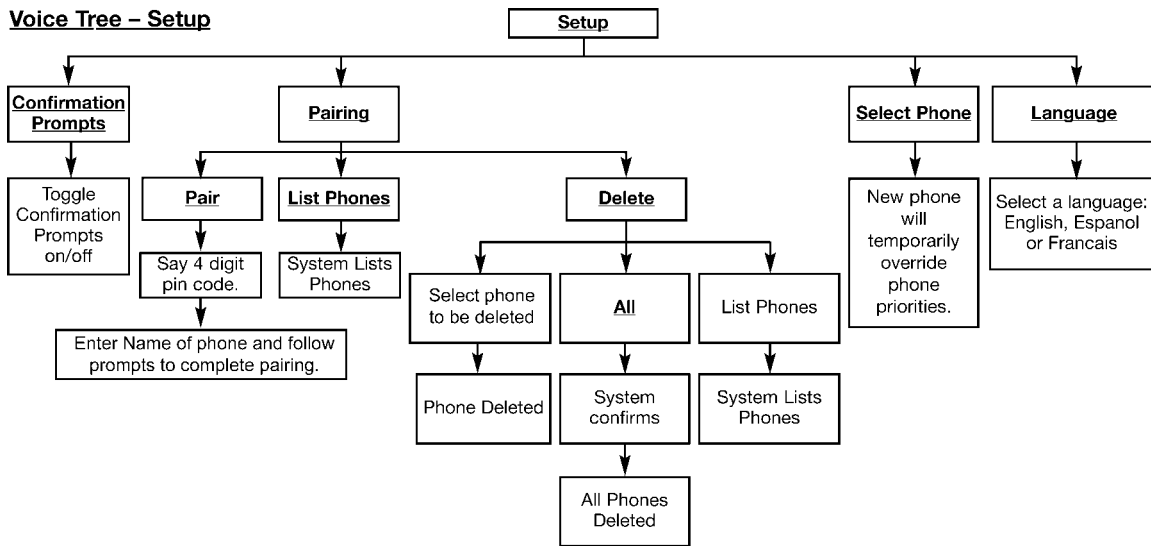 Voice Tree – Setup
Setup
Confirmation
Prompts
Pairing
Select Phone
Language
Toggle
Confirmation
Prompts
on/off
Pair
List Phones
Delete
New phone
will
temporarily
override
phone
priorities.
Select a language:
English, Espanol
or Francais
Say 4 digit
pin code.
System Lists
Phones
Select phone
to be deleted
All
List Phones
Enter Name of phone and follow
prompts to complete pairing.
Phone Deleted
System
confirms
System Lists
Phones
All Phones
Deleted